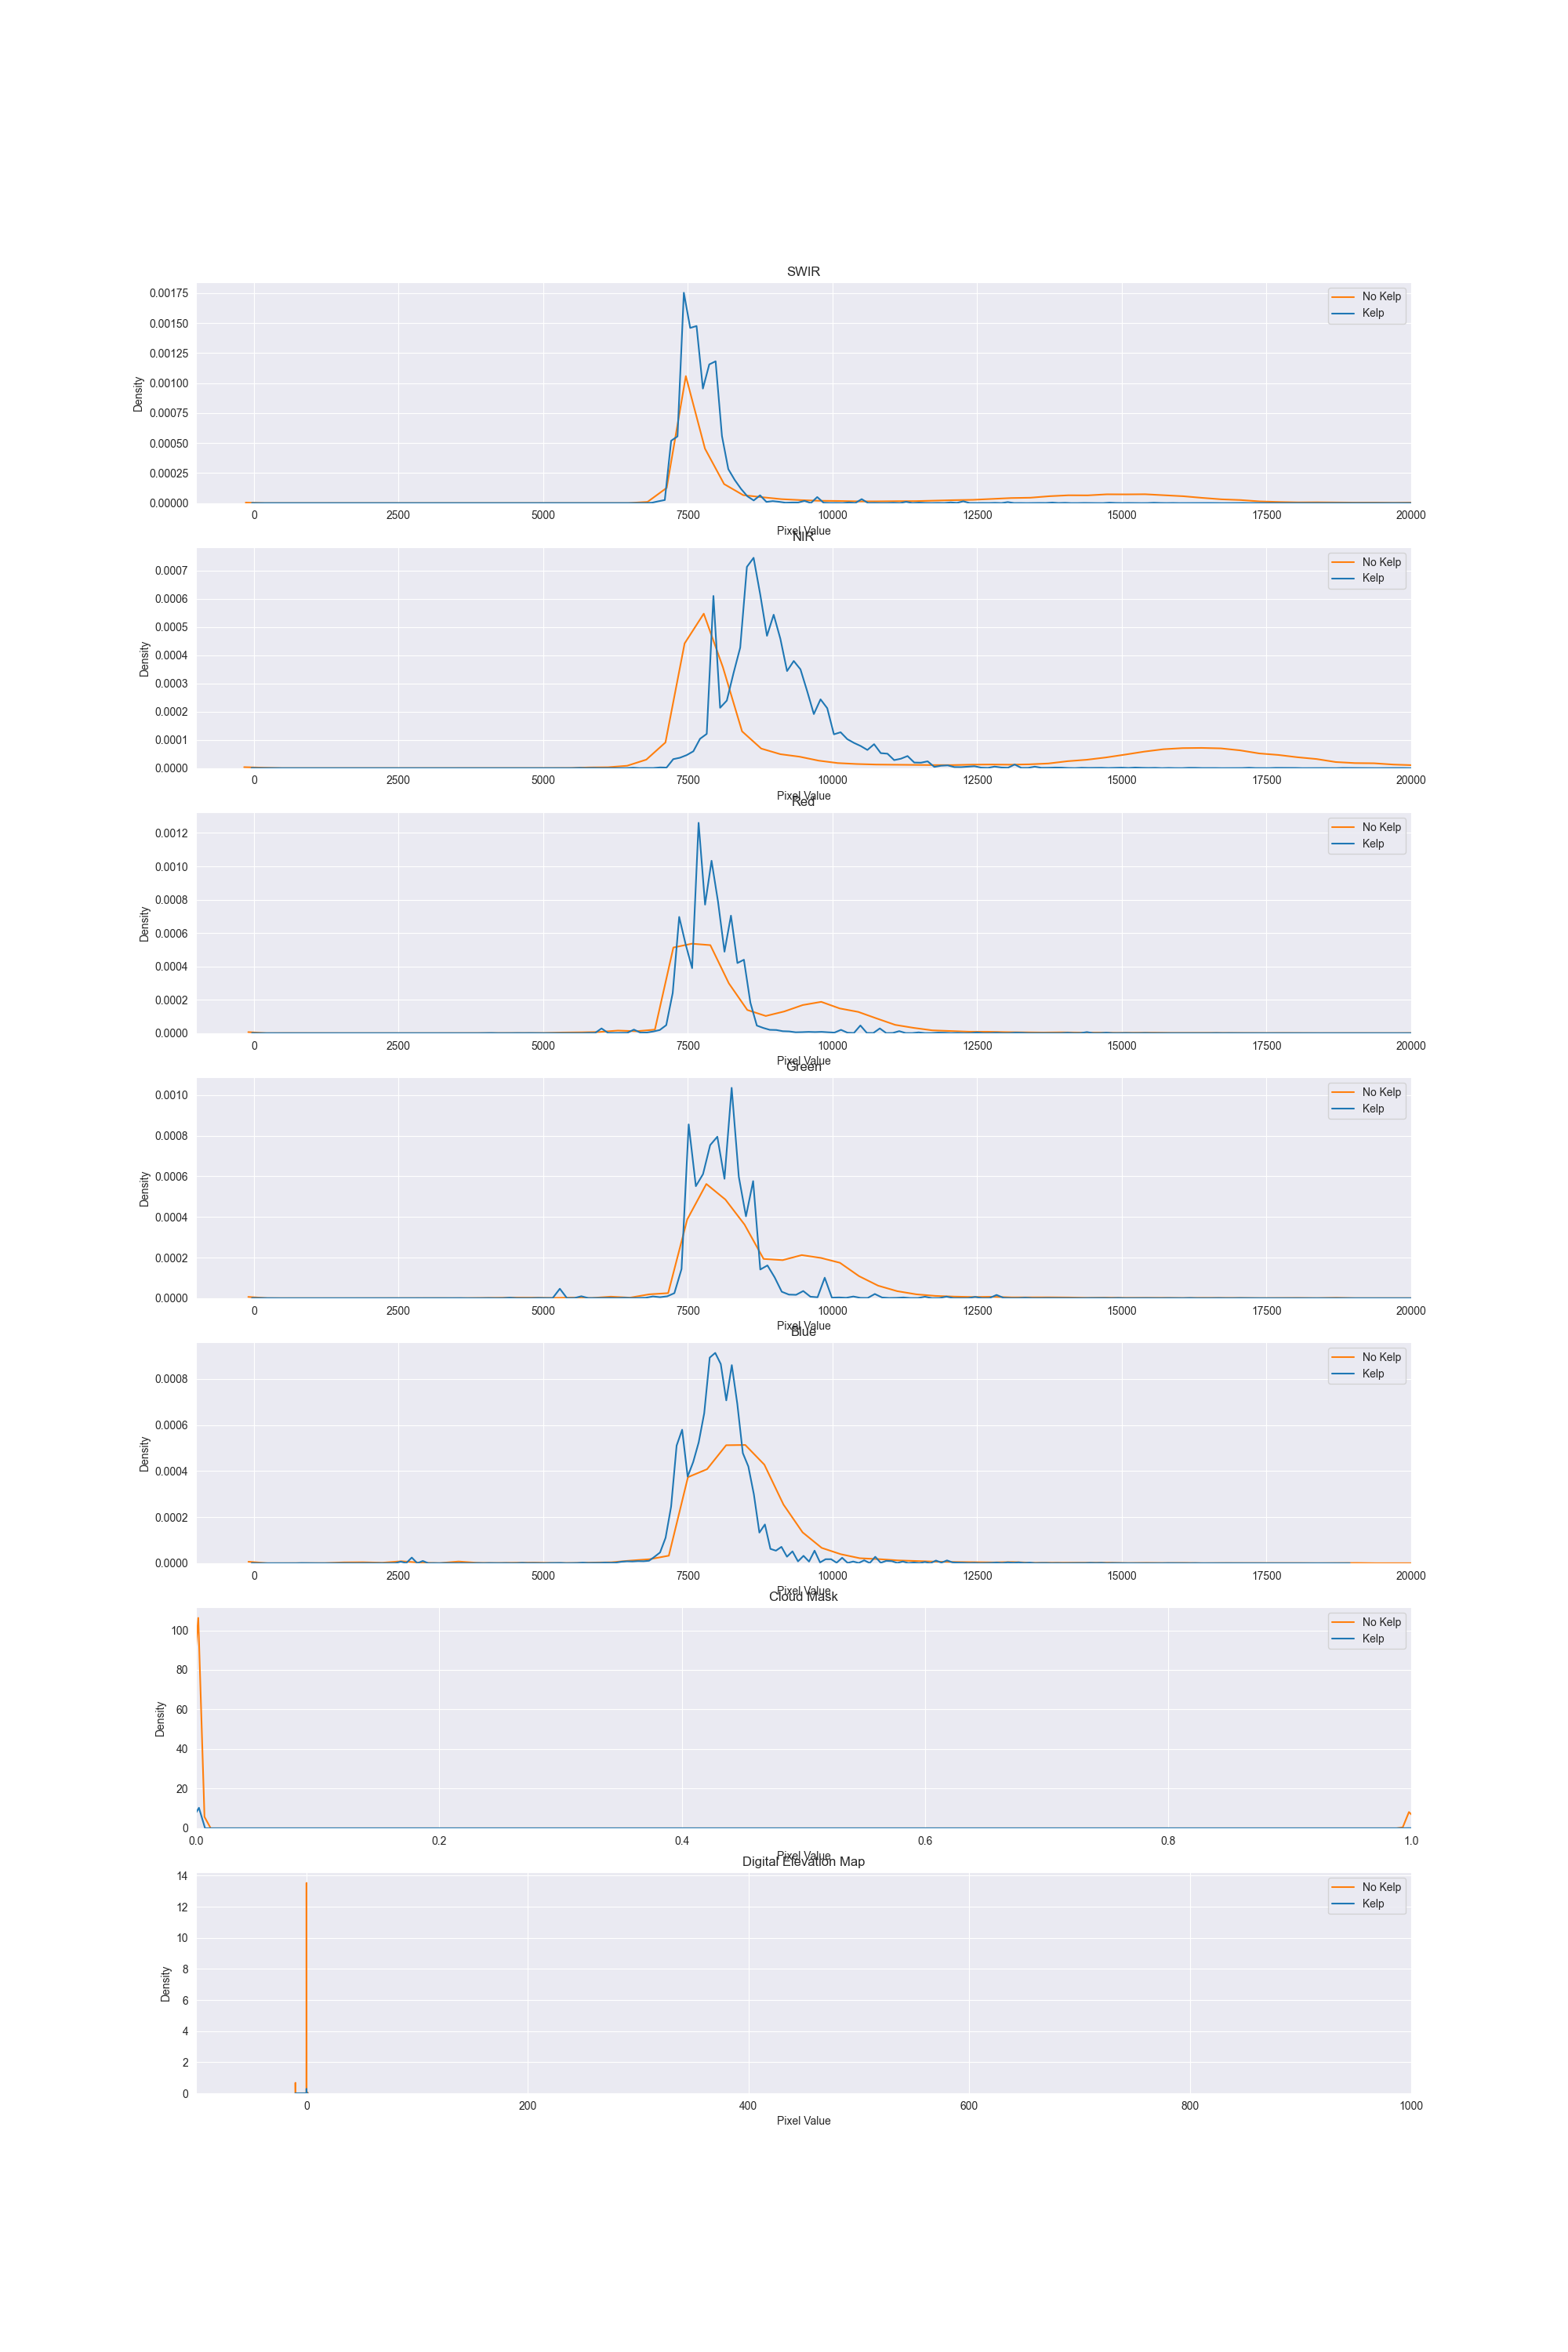 SWIR
0.00175
0.00150
0.00125
0.00100
0.00075
0.00050
0.00025
0.00000
Density
No Kelp
Kelp
0 2500 5000 7500 10000 12500 15000 17500 20000
Pixel Value
NIR
0.0007
0.0006
0.0005
0.0004
0.0003
0.0002
0.0001
0.0000
Density
No Kelp
Kelp
0 2500 5000 7500 10000 12500 15000 17500 20000
Pixel Value
Red
0.0012
0.0010
0.0008
0.0006
0.0004
0.0002
0.0000
Density
No Kelp
Kelp
0 2500 5000 7500 10000 12500 15000 17500 20000
Pixel Value
Green
0.0010
0.0008
0.0006
0.0004
0.0002
0.0000
Density
No Kelp
Kelp
0 2500 5000 7500 10000 12500 15000 17500 20000
Pixel Value
Blue
0.0008
0.0006
0.0004
0.0002
0.0000
Density
No Kelp
Kelp
0 2500 5000 7500 10000 12500 15000 17500 20000
Pixel Value
Cloud Mask
100
80
60
40
20
0
Density
No Kelp
Kelp
0.0 0.2 0.4 0.6 0.8 1.0
Pixel Value
Digital Elevation Map
14
12
10
8
6
4
2
0
Density
No Kelp
Kelp
0 200 400 600 800 1000
Pixel Value